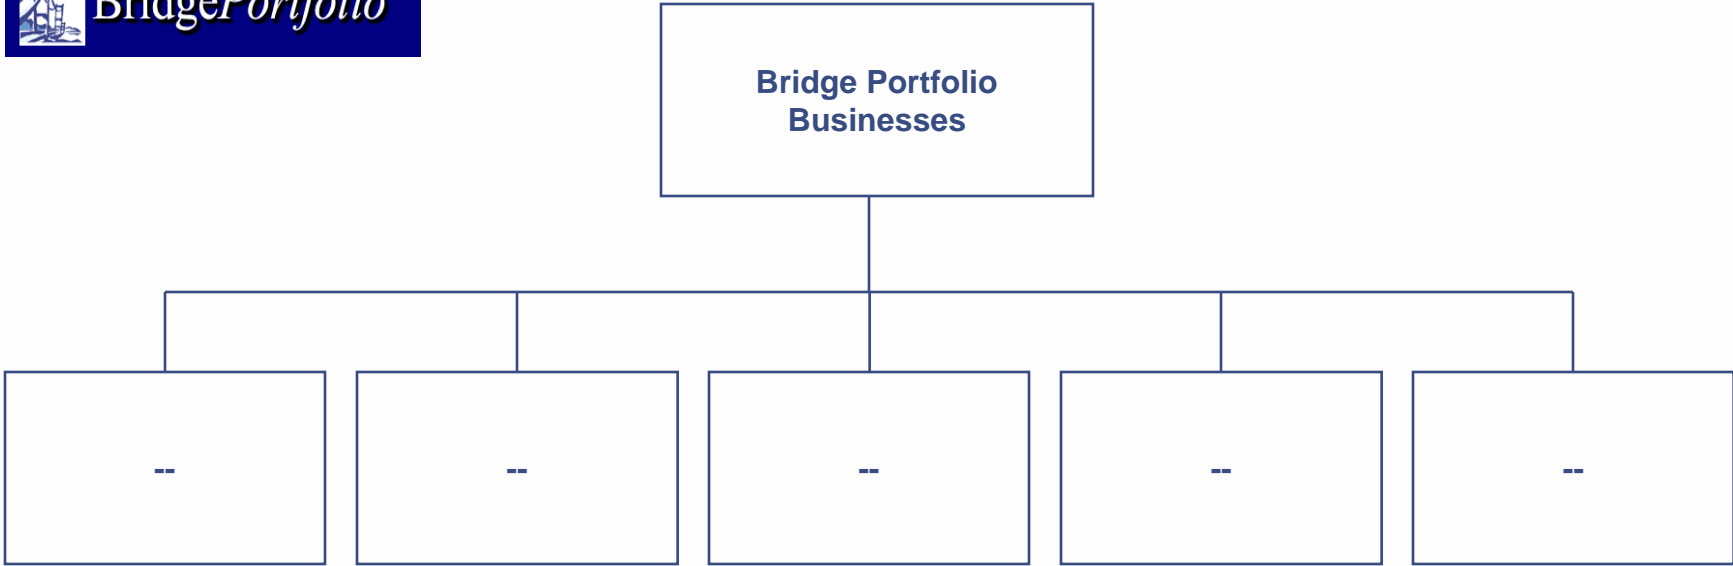 BridgePortfolio
Bridge Portfolio
Businesses
-- -- -- -- --